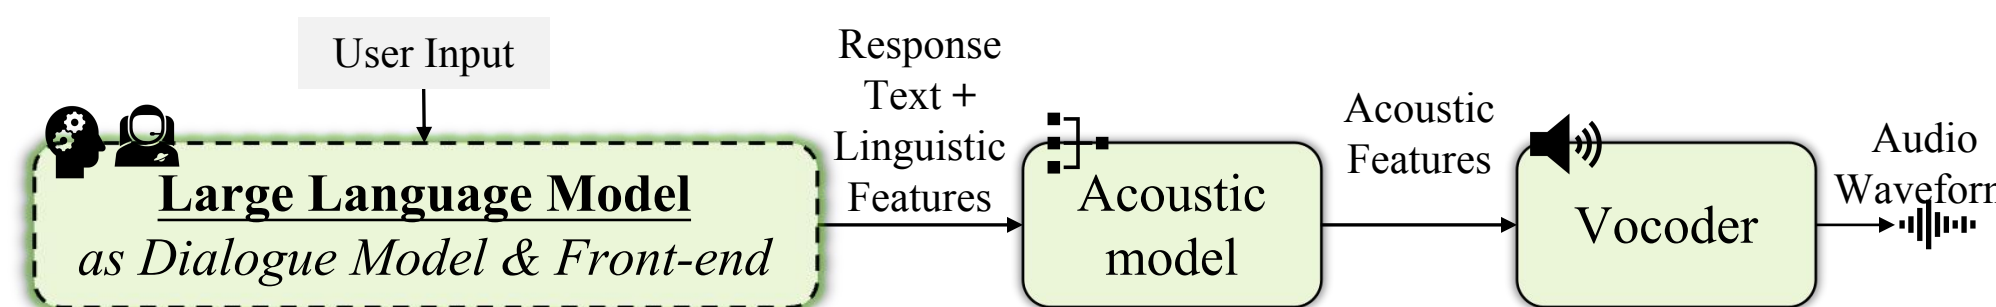 User Input
Large Language Model
as Dialogue Model & Front-end
Response
Text +
Linguistic
Features
Acoustic
model
Acoustic
Features
Vocoder
Audio
Waveform